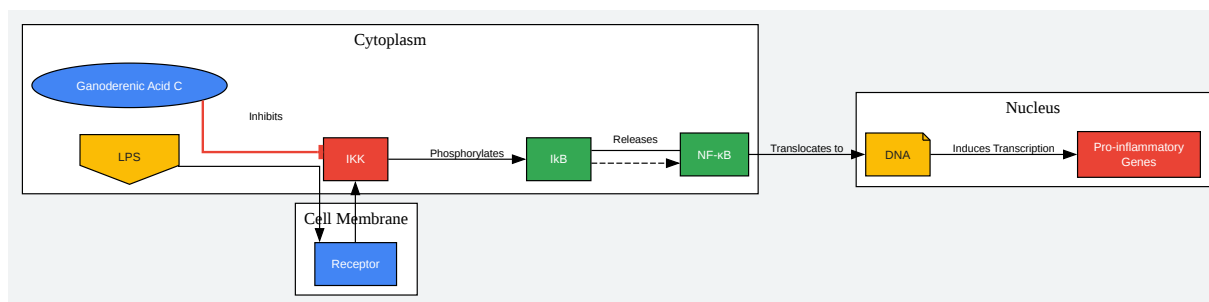 Cytoplasm
Ganoderenic Acid C
Inhibits
LPS
IKK
Phosphorylates
IkB
Releases
NF-κB
Translocates to
Nucleus
DNA
Induces Transcription
Pro-inflammatory
Genes
Cell Membrane
Receptor